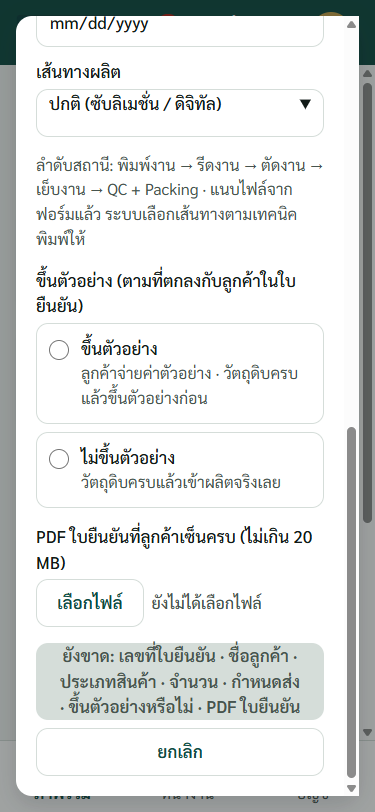 mm/dd/yyyy
เส้นทางผลิต
ปกติ (ซับลิเมชั่น / ดิจิทัล)
ลำดับสถานี: พิมพ์งาน → รีดงาน → ตัดงาน →
เย็บงาน → QC + Packing · แนบไฟล์จาก
ฟอร์มแล้ว ระบบเลือกเส้นทางตามเทคนิค
พิมพ์ให้
ขึ้นตัวอย่าง (ตามที่ตกลงกับลูกค้าในใบ
ยืนยัน)
ขึ้นตัวอย่าง
ลูกค้าจ่ายค่าตัวอย่าง · วัตถุดิบครบ
แล้วขึ้นตัวอย่างก่อน
ไม่ขึ้นตัวอย่าง
วัตถุดิบครบแล้วเข้าผลิตจริงเลย
PDF ใบยืนยันที่ลูกค้าเซ็นครบ (ไม่เกิน 20
MB)
เลือกไฟล์ ยังไม่ได้เลือกไฟล์
ยังขาด: เลขที่ใบยืนยัน · ชื่อลูกค้า ·
ประเภทสินค้า · จำนวน · กำหนดส่ง
· ขึ้นตัวอย่างหรือไม่ · PDF ใบยืนยัน
ยกเลิก